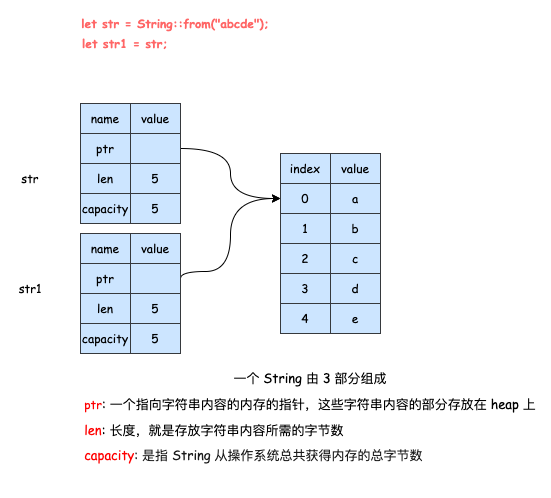 let str = String::from("abcde");
let str1 = str;
str
name value
ptr
len 5
capacity 5
str1
name value
ptr
len 5
capacity 5
index value
0 a
1 b
2 c
3 d
4 e
一个 String 由 3 部分组成
ptr: 一个指向字符串内容的内存的指针，这些字符串内容的部分存放在 heap 上
len: 长度，就是存放字符串内容所需的字节数
capacity: 是指 String 从操作系统总共获得内存的总字节数